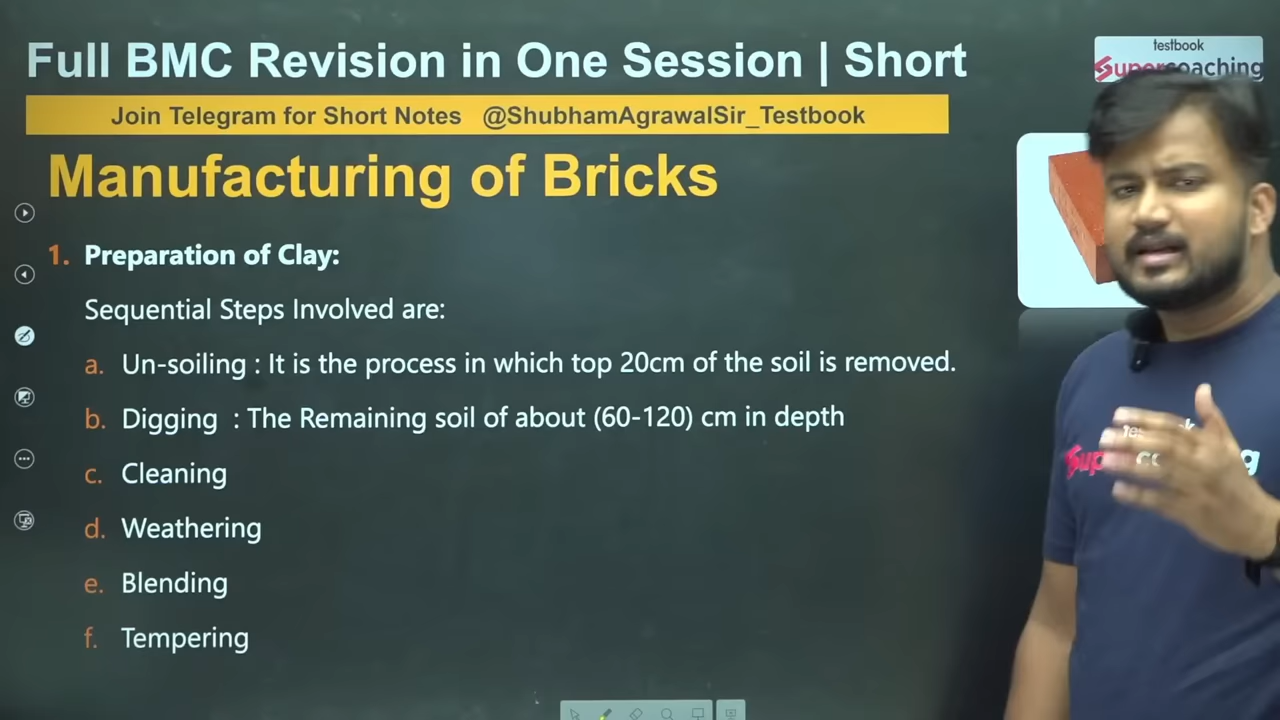 Full BMC Revision in One Session | Short
testbook
Supercoaching
Join Telegram for Short Notes @ShubhamAgrawalSir_Testbook
Manufacturing of Bricks
1. Preparation of Clay:
Sequential Steps Involved are:
a. Un-soiling : It is the process in which top 20cm of the soil is removed.
b. Digging : The Remaining soil of about (60-120) cm in depth
c. Cleaning
d. Weathering
e. Blending
f. Tempering